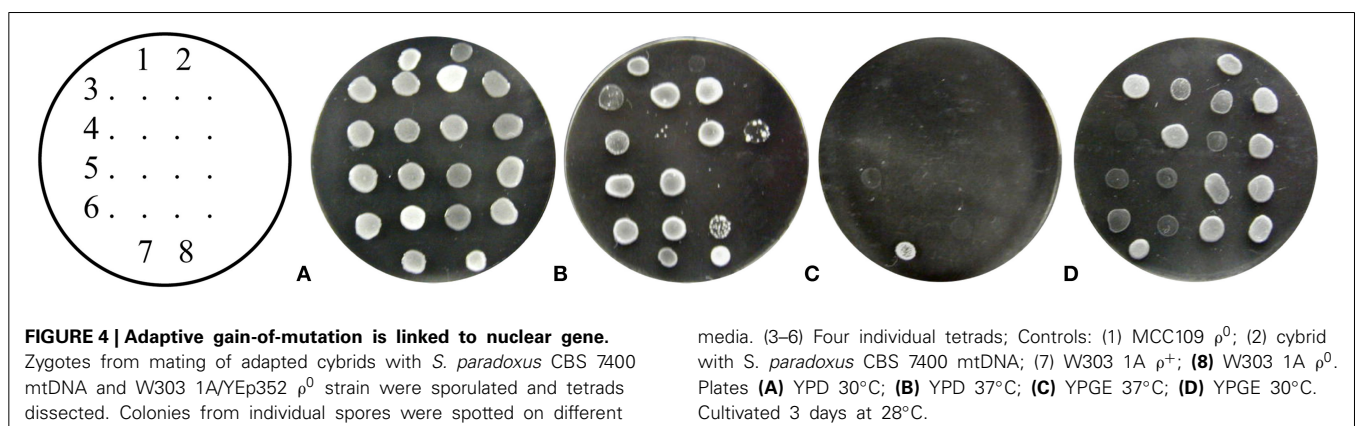 1 2
3 . . . .
4 . . . .
5 . . . .
6 . . . .
7 8
A
B
C
D
FIGURE 4 | Adaptive gain-of-mutation is linked to nuclear gene.
Zygotes from mating of adapted cybrids with S. paradoxus CBS 7400
mtDNA and W303 1A/YEp352 ρ⁰ strain were sporulated and tetrads
dissected. Colonies from individual spores were spotted on different
media. (3–6) Four individual tetrads; Controls: (1) MCC109 ρ⁰; (2) cybrid
with S. paradoxus CBS 7400 mtDNA; (7) W303 1A ρ⁺; (8) W303 1A ρ⁰.
Plates (A) YPD 30°C; (B) YPD 37°C; (C) YPGE 37°C; (D) YPGE 30°C.
Cultivated 3 days at 28°C.